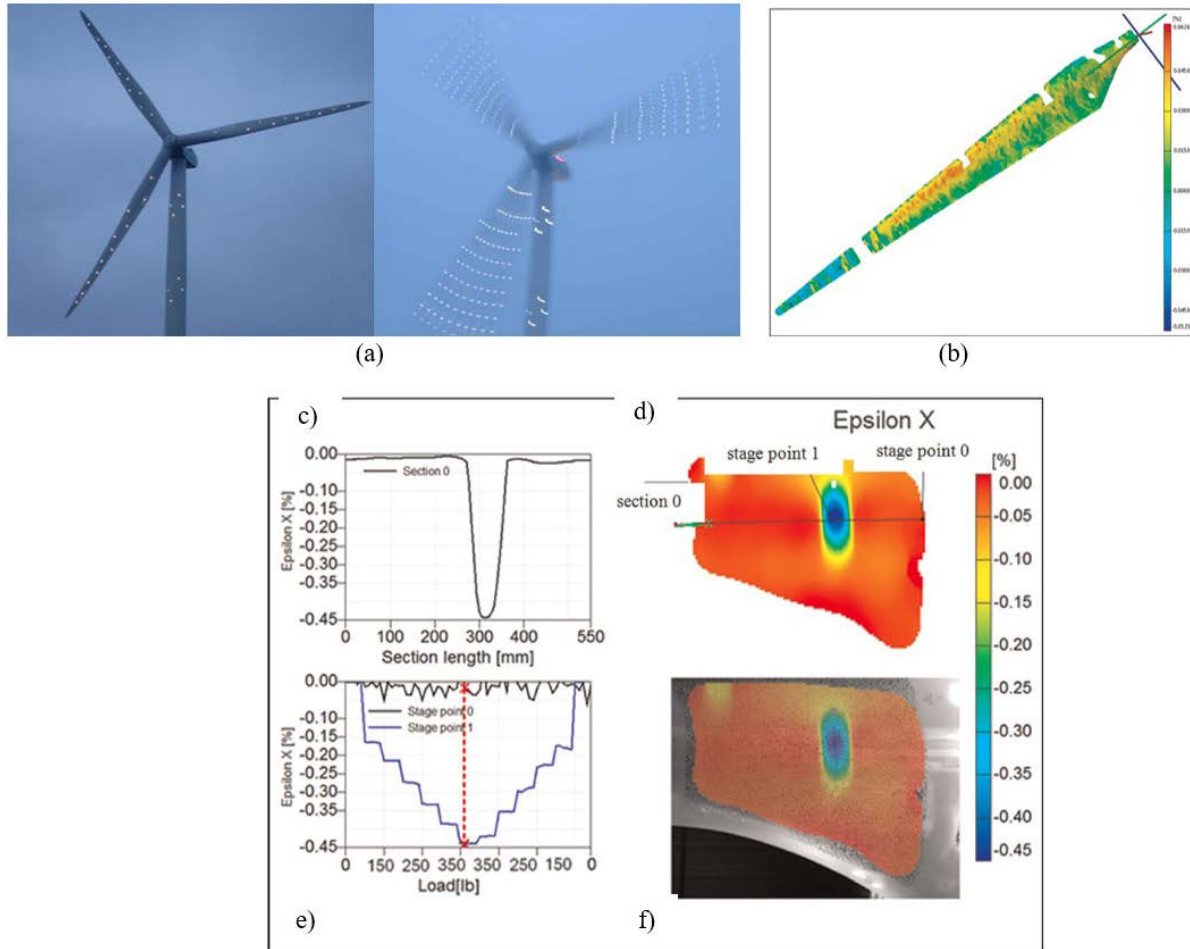 [%]
(a)
(b)
c)
d)
Epsilon X
stage point 1
stage point 0
[%]
section 0
0.00
-0.05
-0.10
-0.15
-0.20
-0.25
-0.30
-0.35
-0.40
-0.45
0.00
-0.10
-0.15
-0.20
-0.25
-0.30
-0.35
-0.45
Epsilon X [%]
Section 0
0 100 200 300 400 550
Section length [mm]
0.00
-0.10
-0.15
-0.20
-0.25
-0.30
-0.35
-0.45
Epsilon X [%]
Stage point 0
Stage point 1
0 150 250 350 350 250 150 0
Load[lb]
e)
f)